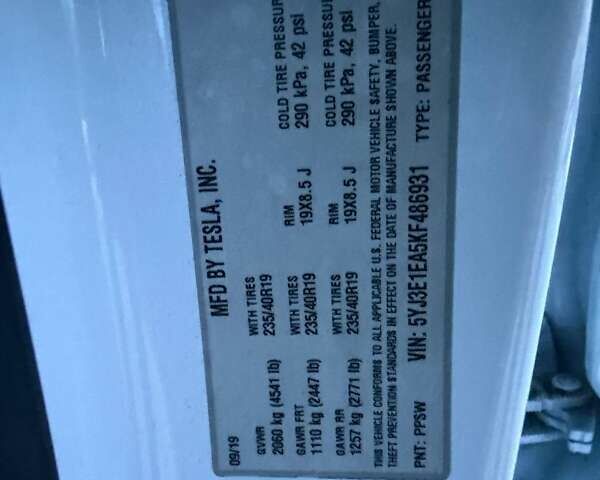 MFD BY TESLA, INC.
09/19
GVWR WITH TIRES RIM COLD TIRE PRESSUR
2060 kg (4541 lb) 235/40R19 19X8.5 J 290 kPa, 42 psi
GAWR FRT WITH TIRES RIM COLD TIRE PRESSURE
1110 kg (2447 lb) 235/40R19 19X8.5 J 290 kPa, 42 psi
GAWR RR WITH TIRES
1257 kg (2771 lb) 235/40R19
THIS VEHICLE CONFORMS TO ALL APPLICABLE U.S. FEDERAL MOTOR VEHICLE SAFETY, BUMPER,
THEFT PREVENTION STANDARDS IN EFFECT ON THE DATE OF MANUFACTURE SHOWN ABOVE.
PNT: PPSW VIN: 5YJ3E1EA5KF486931 TYPE: PASSENGER